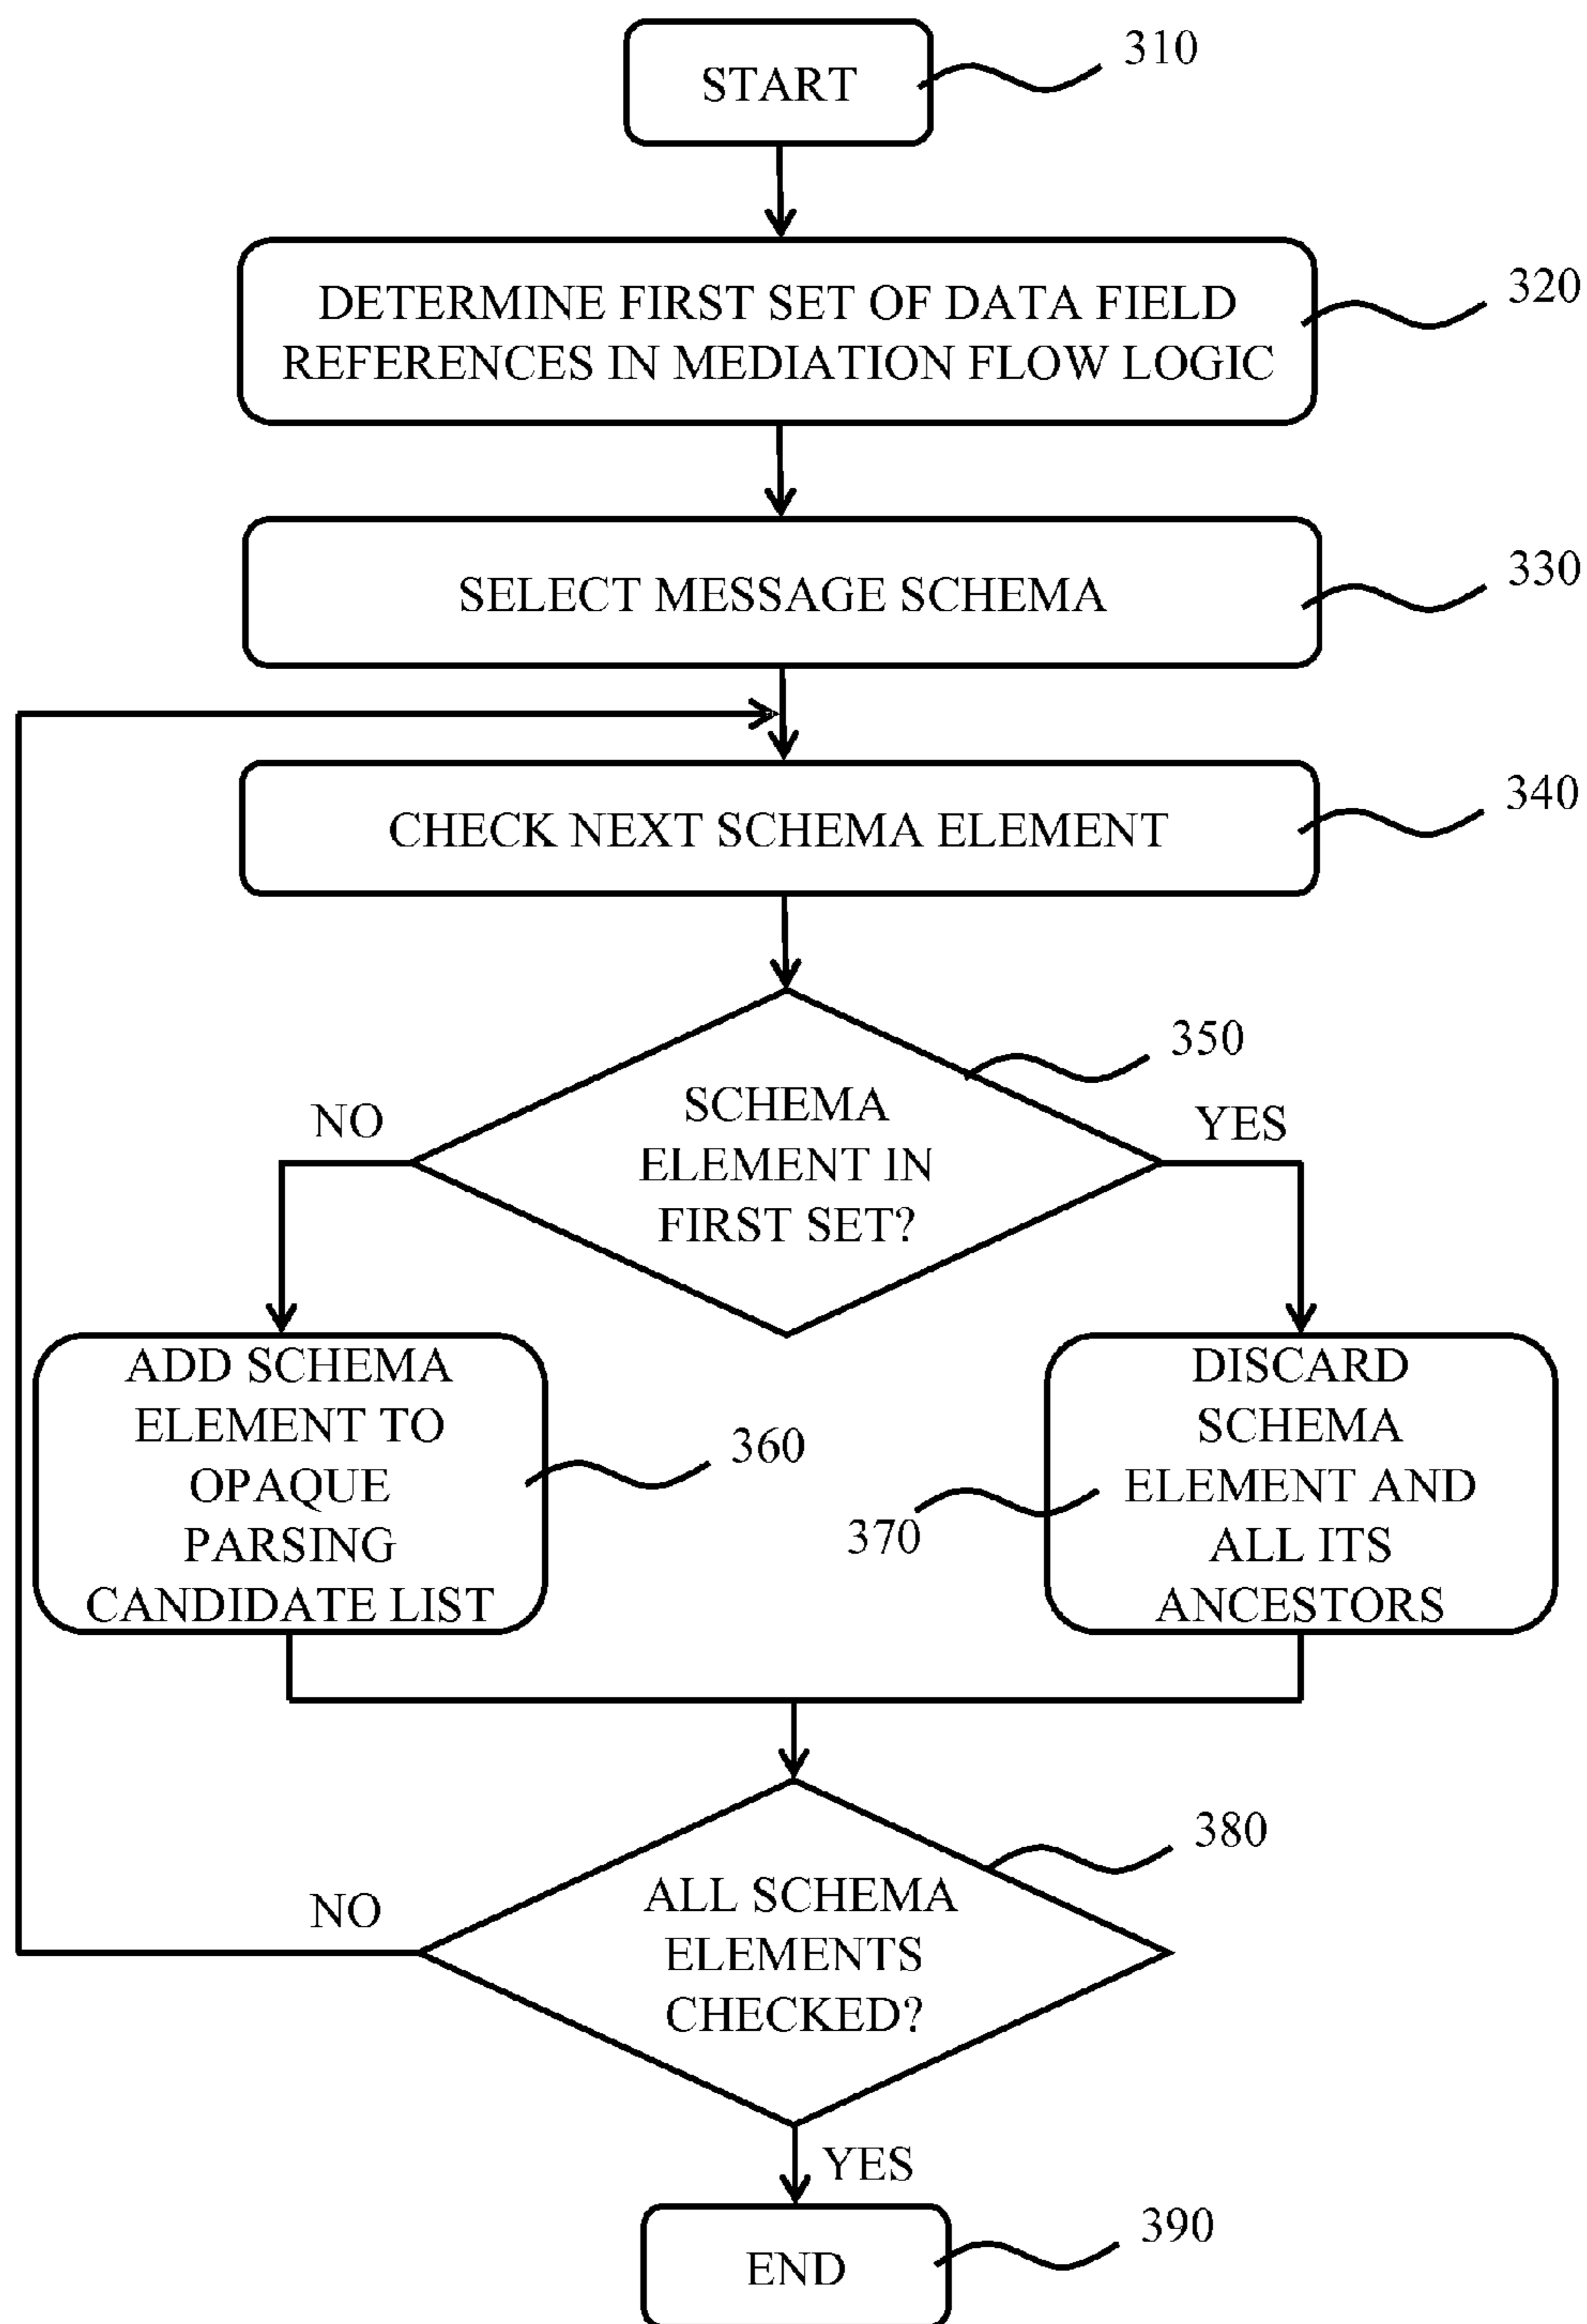 START
310
DETERMINE FIRST SET OF DATA FIELD
REFERENCES IN MEDIATION FLOW LOGIC
320
SELECT MESSAGE SCHEMA
330
CHECK NEXT SCHEMA ELEMENT
340
SCHEMA
ELEMENT IN
FIRST SET?
350
NO
YES
ADD SCHEMA
ELEMENT TO
OPAQUE
PARSING
CANDIDATE LIST
360
DISCARD
SCHEMA
ELEMENT AND
ALL ITS
ANCESTORS
370
ALL SCHEMA
ELEMENTS
CHECKED?
380
NO
YES
END
390